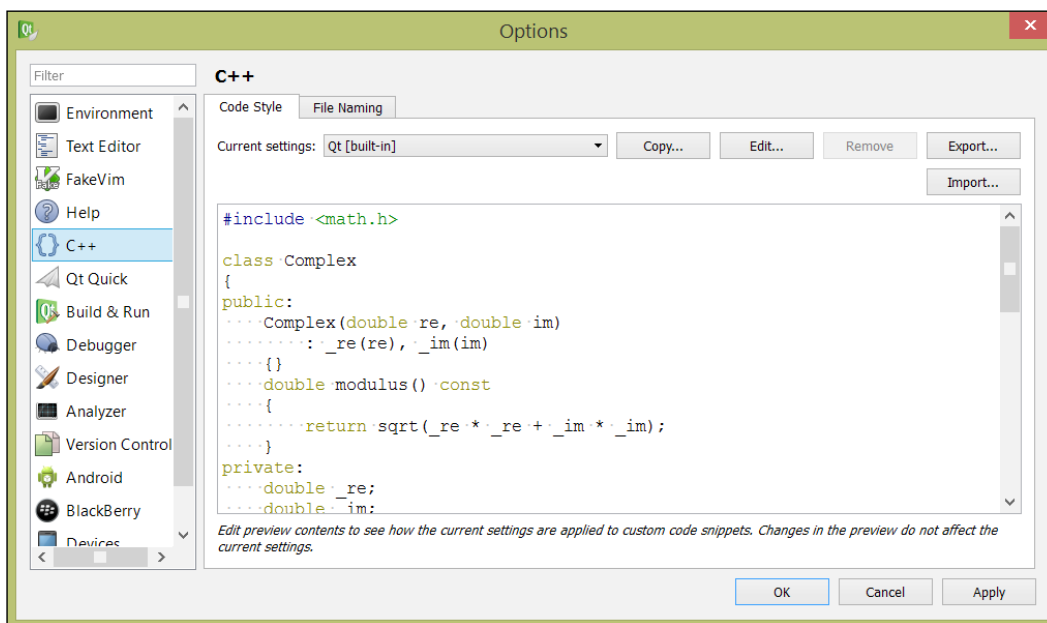 Options
Filter
Environment
Text Editor
FakeVim
Help
C++
Qt Quick
Build & Run
Debugger
Designer
Analyzer
Version Control
Android
BlackBerry
Devices
C++
Code Style File Naming
Current settings: Qt [built-in] Copy... Edit... Remove Export...
Import...
#include <math.h>
class Complex
{
public:
    Complex(double re, double im)
        : _re(re), _im(im)
    {}
    double modulus() const
    {
        return sqrt(_re * _re + _im * _im);
    }
private:
    double _re;
    double _im;
Edit preview contents to see how the current settings are applied to custom code snippets. Changes in the preview do not affect the
current settings.
OK Cancel Apply